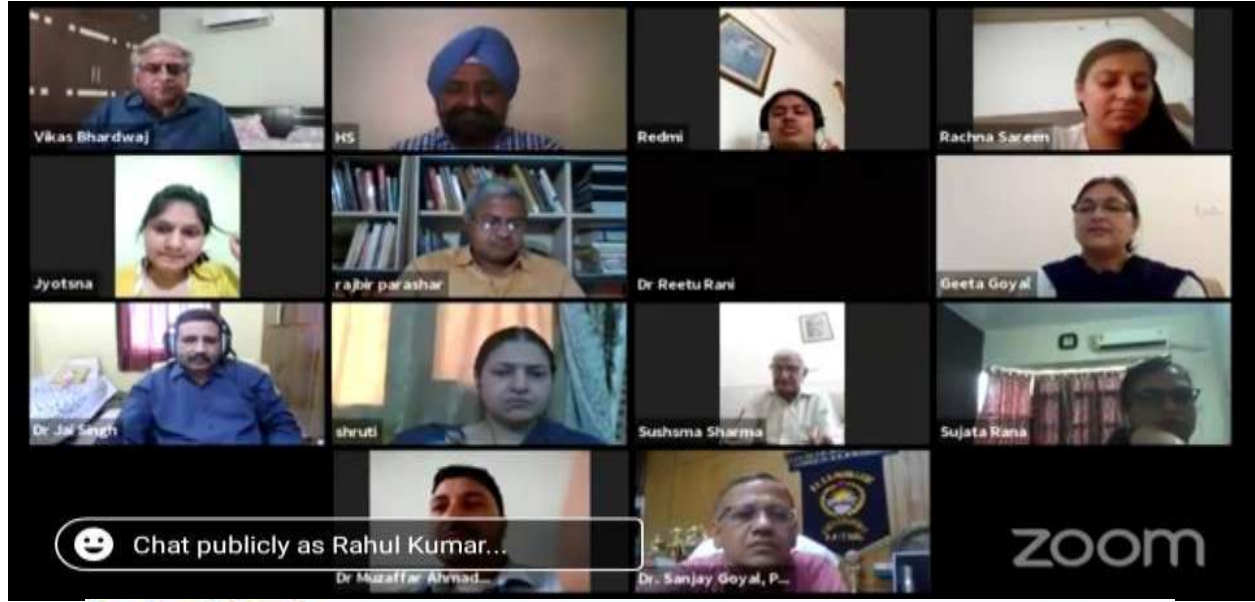 Vikas Bhardwaj
HS
Redmi
Rachna Sareen
Jyotsna
rajbir parashar
Dr Reetu Rani
Geeta Goyal
Dr Jai Singh
shruti
Sushsma Sharma
Sujata Rana
Chat publicly as Rahul Kumar...
zoom
Dr Muzaffar Ahmad...
Dr. Sanjay Goyal, P...